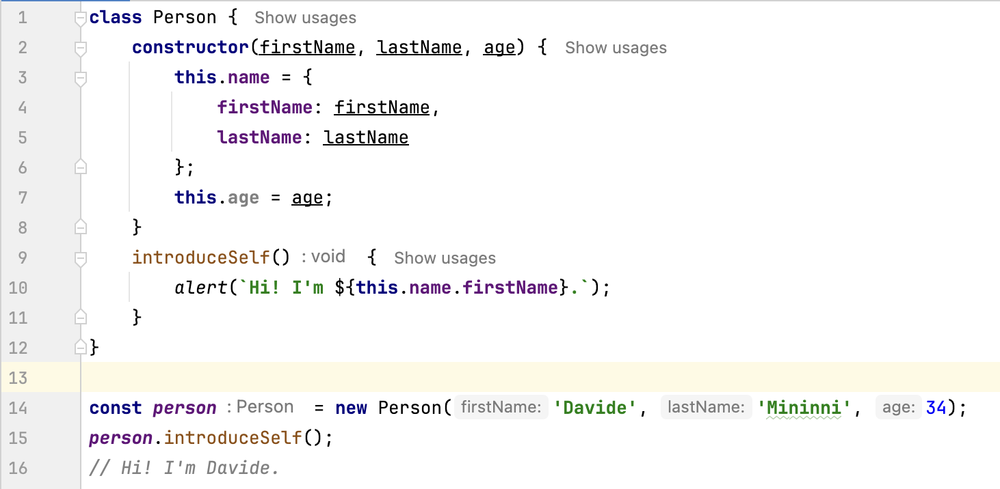 1 class Person { Show usages
2     constructor(firstName, lastName, age) { Show usages
3         this.name = {
4             firstName: firstName,
5             lastName: lastName
6         };
7         this.age = age;
8     }
9     introduceSelf() : void { Show usages
10         alert(`Hi! I'm ${this.name.firstName}.`);
11     }
12 }
13
14 const person : Person = new Person( firstName: 'Davide', lastName: 'Mininni', age: 34);
15 person.introduceSelf();
16 // Hi! I'm Davide.